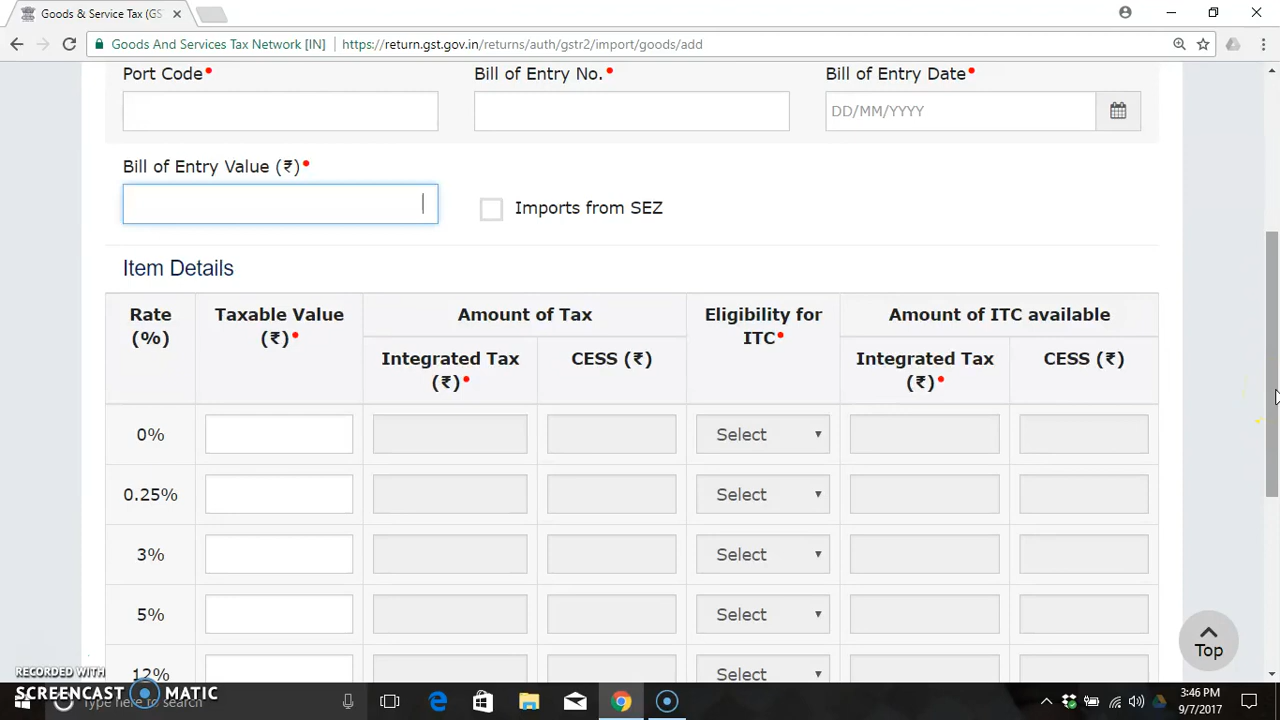 Goods & Service Tax (GS
Goods And Services Tax Network [IN]
https://return.gst.gov.in/returns/auth/gstr2/import/goods/add
Port Code•
Bill of Entry No.•
Bill of Entry Date•
DD/MM/YYYY
Bill of Entry Value (₹)•
Imports from SEZ
Item Details
Rate (%)
Taxable Value (₹)•
Amount of Tax
Eligibility for ITC•
Amount of ITC available
Integrated Tax (₹)•
CESS (₹)
Integrated Tax (₹)•
CESS (₹)
0% Select
0.25% Select
3% Select
5% Select
12% Select
Top
RECORDED WITH
SCREENCAST MATIC
Type here to search
3:46 PM
9/7/2017